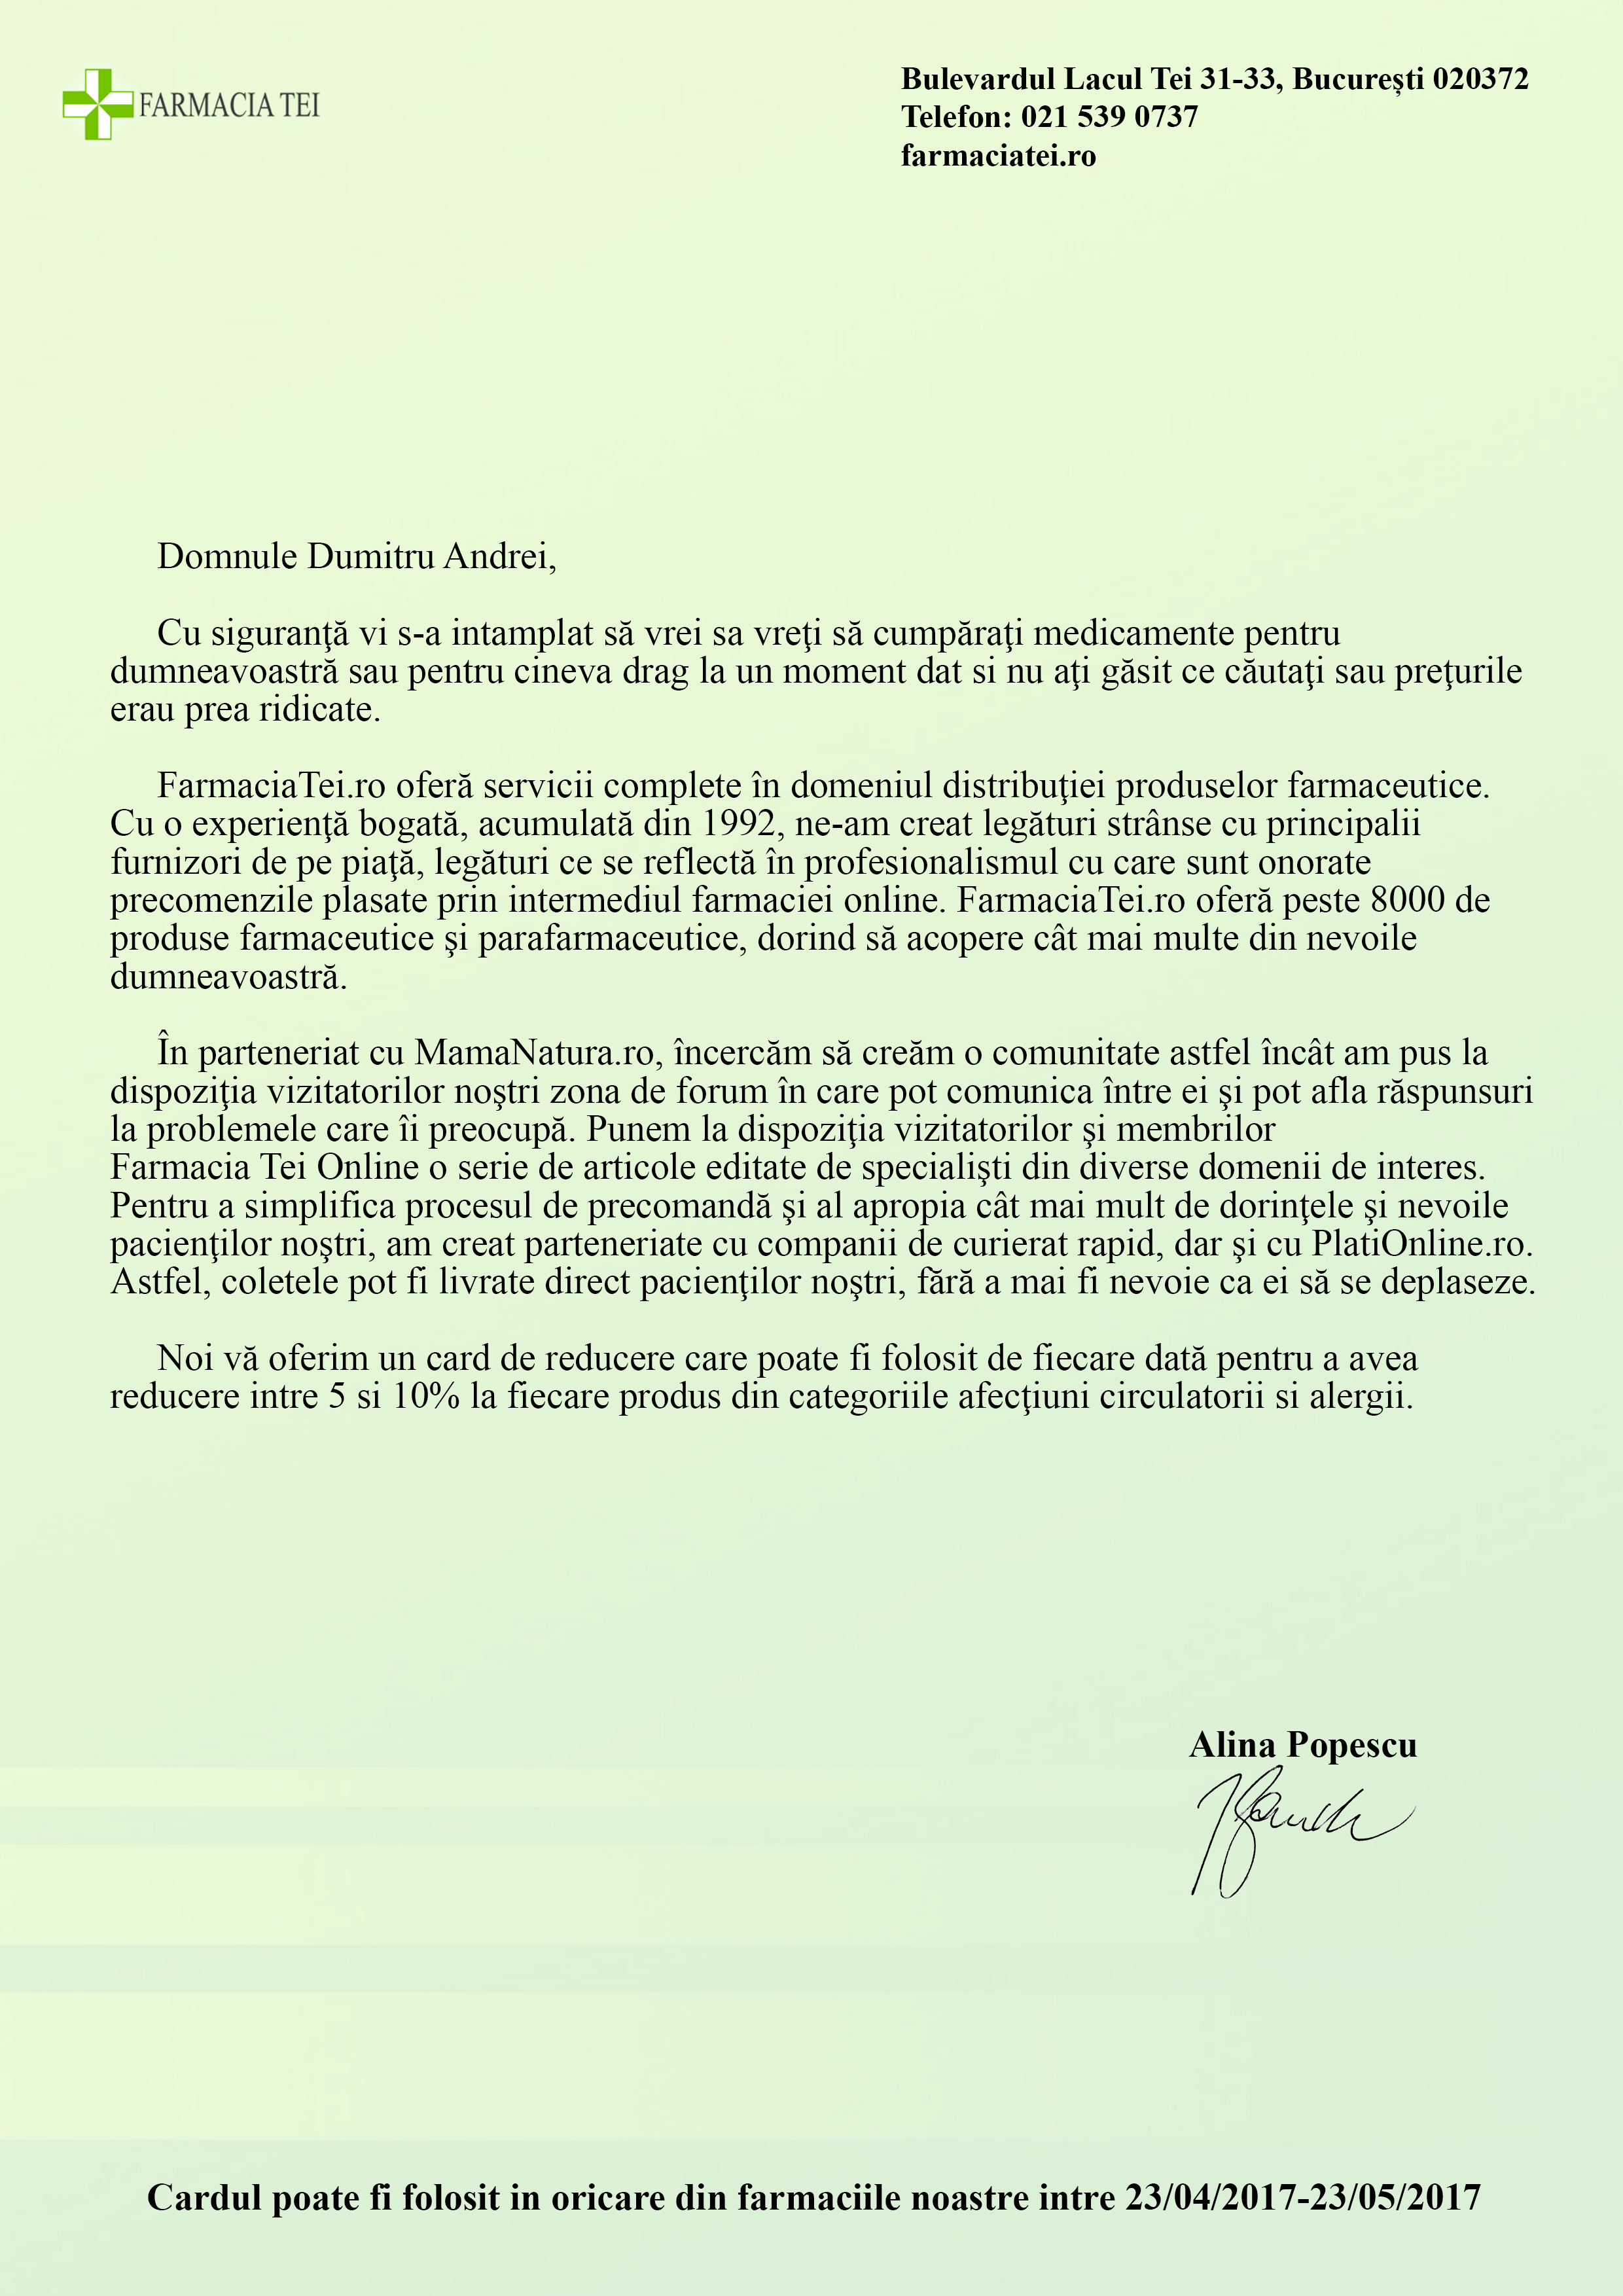 FARMACIA TEI
Bulevardul Lacul Tei 31-33, București 020372
Telefon: 021 539 0737
farmaciatei.ro
Domnule Dumitru Andrei,
Cu siguranţă vi s-a intamplat să vrei sa vreţi să cumpăraţi medicamente pentru
dumneavoastră sau pentru cineva drag la un moment dat si nu aţi găsit ce căutaţi sau preţurile
erau prea ridicate.
FarmaciaTei.ro oferă servicii complete în domeniul distribuţiei produselor farmaceutice.
Cu o experienţă bogată, acumulată din 1992, ne-am creat legături strânse cu principalii
furnizori de pe piaţă, legături ce se reflectă în profesionalismul cu care sunt onorate
precomenzile plasate prin intermediul farmaciei online. FarmaciaTei.ro oferă peste 8000 de
produse farmaceutice şi parafarmaceutice, dorind să acopere cât mai multe din nevoile
dumneavoastră.
În parteneriat cu MamaNatura.ro, încercăm să creăm o comunitate astfel încât am pus la
dispoziţia vizitatorilor noştri zona de forum în care pot comunica între ei şi pot afla răspunsuri
la problemele care îi preocupă. Punem la dispoziţia vizitatorilor şi membrilor
Farmacia Tei Online o serie de articole editate de specialişti din diverse domenii de interes.
Pentru a simplifica procesul de precomandă şi al apropia cât mai mult de dorinţele şi nevoile
pacienţilor noştri, am creat parteneriate cu companii de curierat rapid, dar şi cu PlatiOnline.ro.
Astfel, coletele pot fi livrate direct pacienţilor noştri, fără a mai fi nevoie ca ei să se deplaseze.
Noi vă oferim un card de reducere care poate fi folosit de fiecare dată pentru a avea
reducere intre 5 si 10% la fiecare produs din categoriile afecţiuni circulatorii si alergii.
Alina Popescu
Cardul poate fi folosit in oricare din farmaciile noastre intre 23/04/2017-23/05/2017